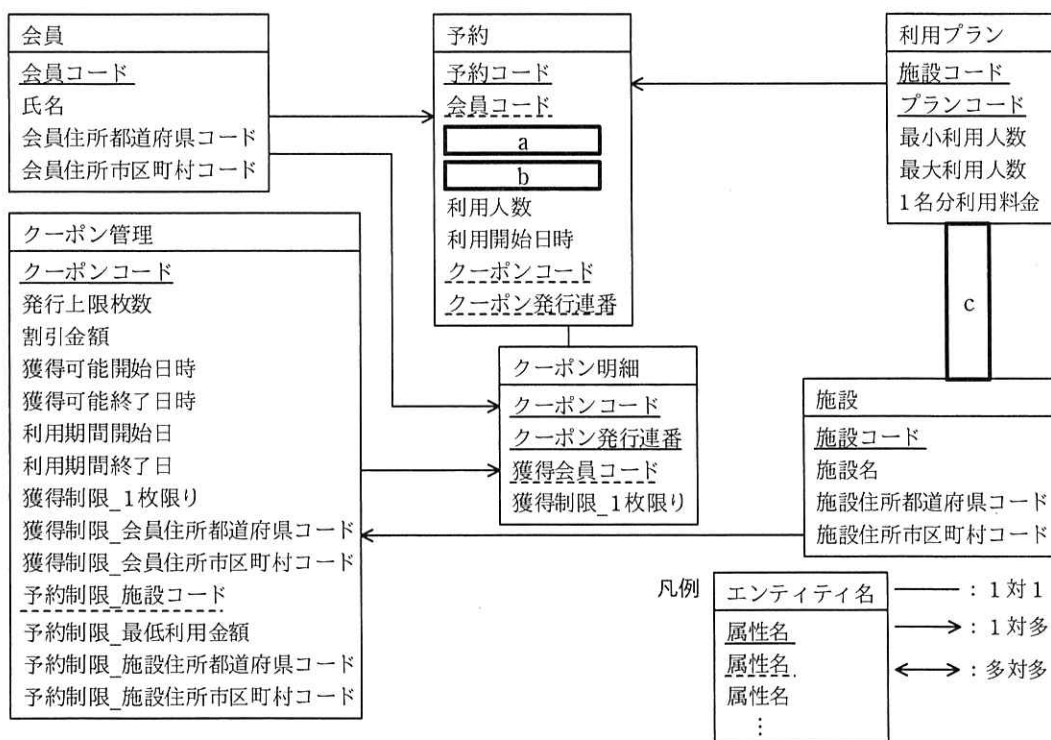 会員
会員コード
氏名
会員住所都道府県コード
会員住所市区町村コード
予約
予約コード
会員コード
a
b
利用人数
利用開始日時
クーポンコード
クーポン発行連番
利用プラン
施設コード
プランコード
最小利用人数
最大利用人数
1名分利用料金
c
クーポン管理
クーポンコード
発行上限枚数
割引金額
獲得可能開始日時
獲得可能終了日時
利用期間開始日
利用期間終了日
獲得制限_1枚限り
獲得制限_会員住所都道府県コード
獲得制限_会員住所市区町村コード
予約制限_施設コード
予約制限_最低利用金額
予約制限_施設住所都道府県コード
予約制限_施設住所市区町村コード
クーポン明細
クーポンコード
クーポン発行連番
獲得会員コード
獲得制限_1枚限り
施設
施設コード
施設名
施設住所都道府県コード
施設住所市区町村コード
凡例
エンティティ名
属性名
属性名
属性名
⋮
：1対1
：1対多
：多対多